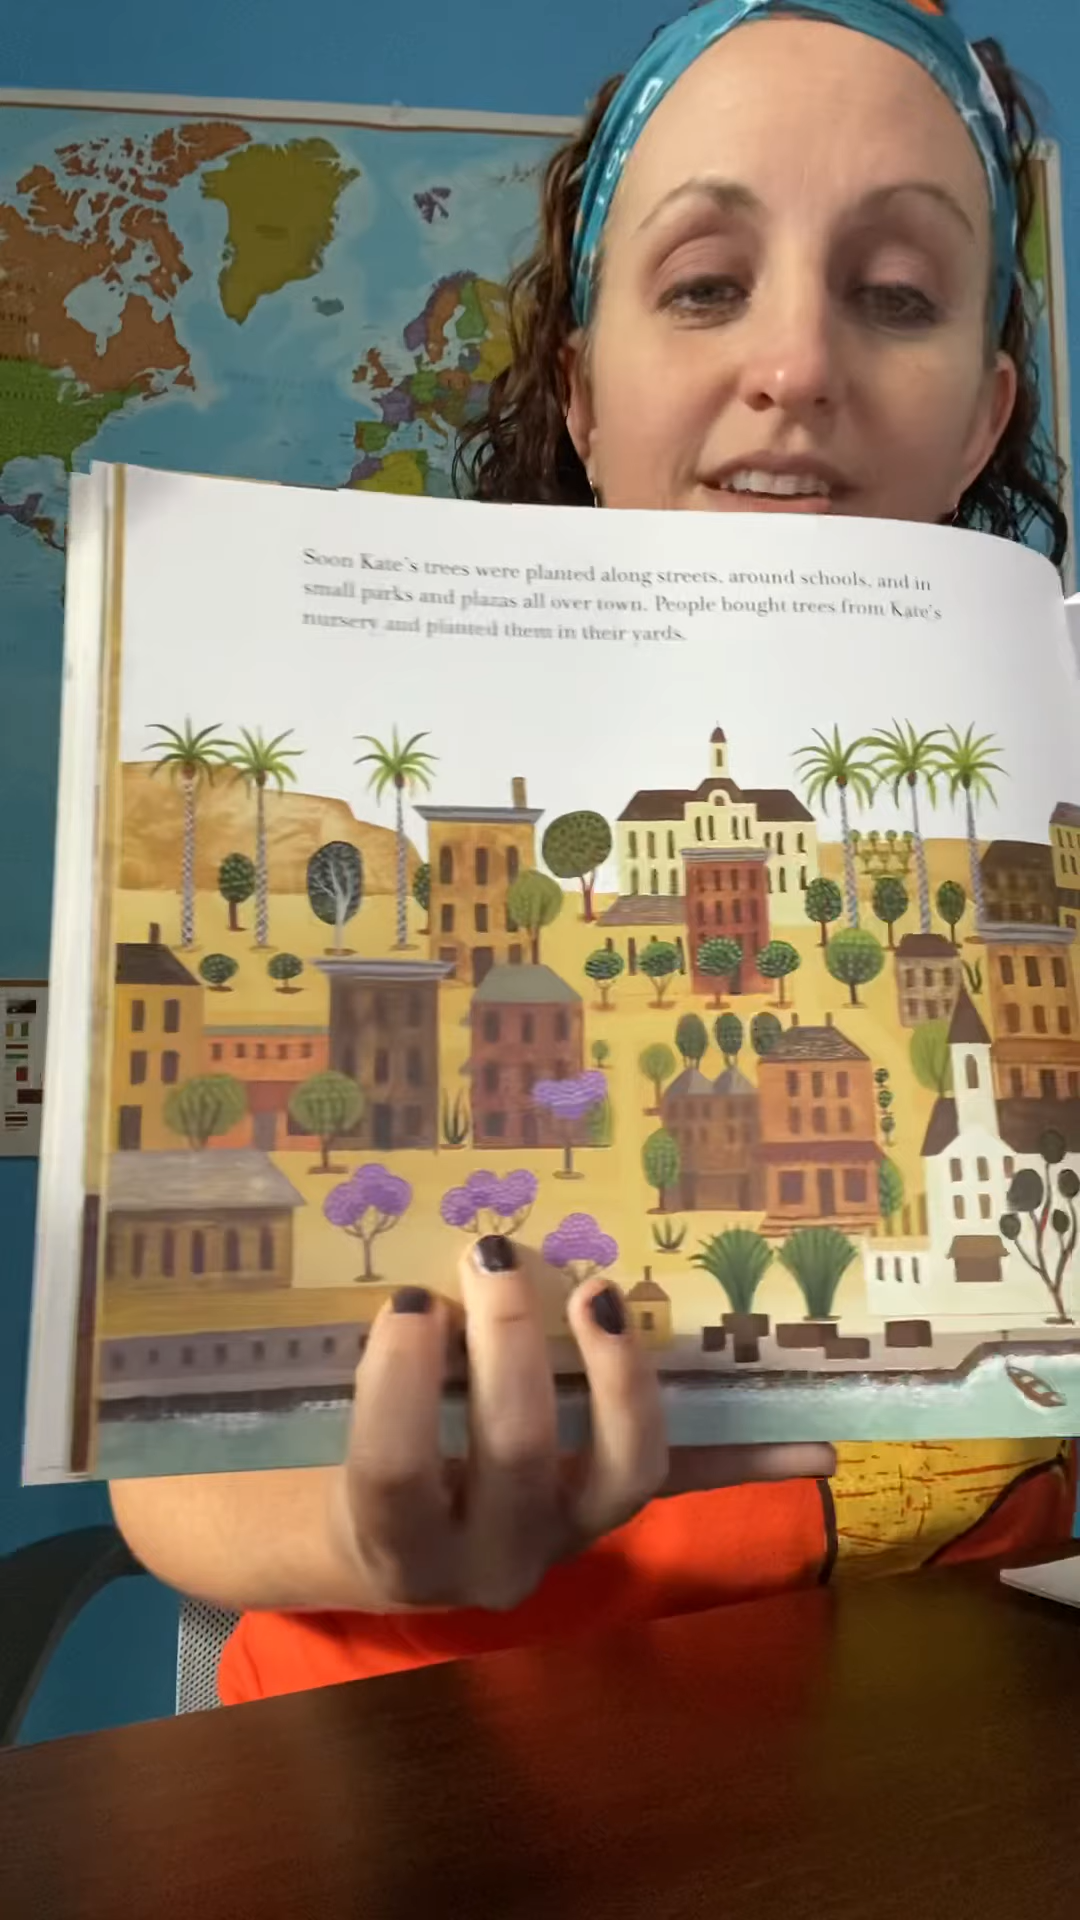 Soon Kate's trees were planted along streets, around schools, and in
small parks and plazas all over town. People bought trees from Kate's
nursery and planted them in their yards.